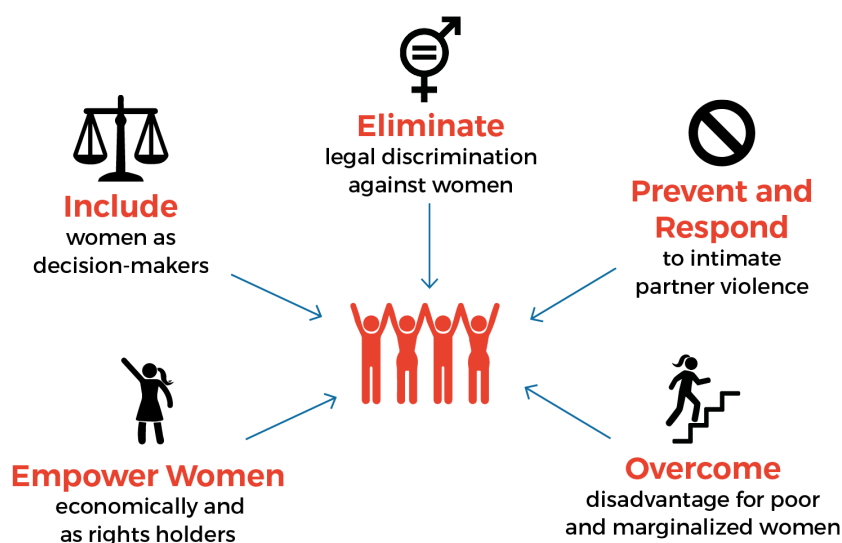 Eliminate
legal discrimination
against women
Include
women as
decision-makers
Prevent and
Respond
to intimate
partner violence
Empower Women
economically and
as rights holders
Overcome
disadvantage for poor
and marginalized women